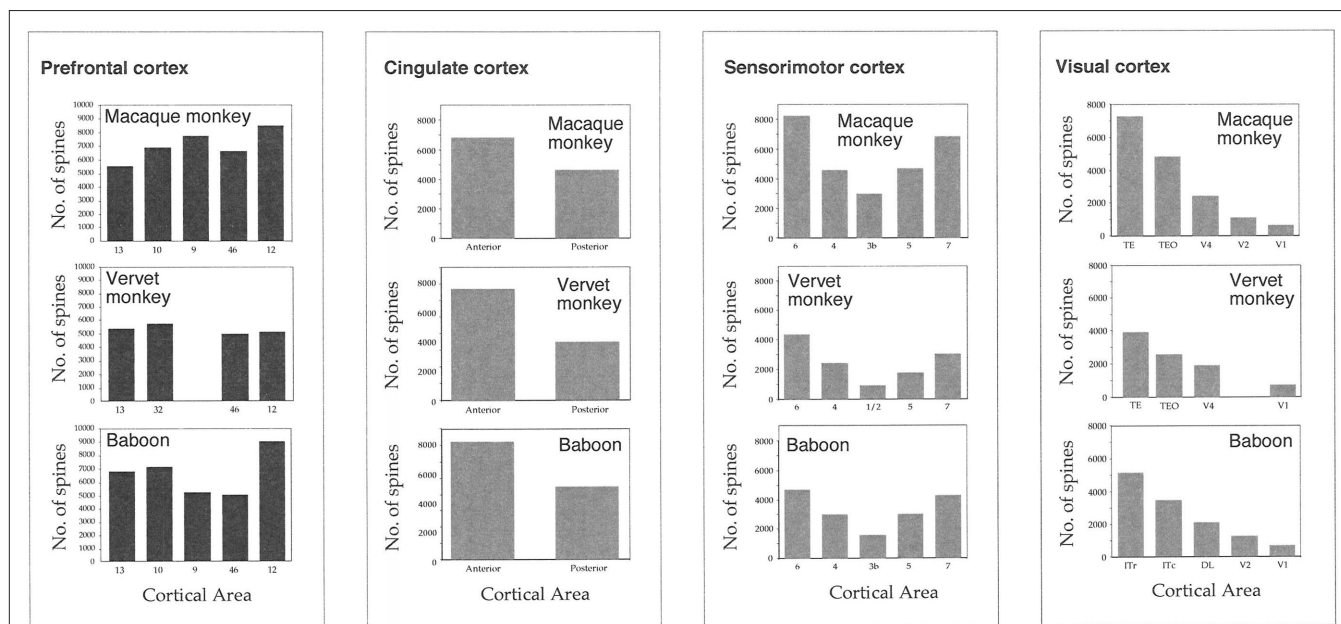 Prefrontal cortex
No. of spines
10000
9000
8000
7000
6000
5000
4000
3000
2000
1000
0
Macaque monkey
13 10 9 46 12
No. of spines
10000
9000
8000
7000
6000
5000
4000
3000
2000
1000
0
Vervet
monkey
13 32 46 12
No. of spines
10000
9000
8000
7000
6000
5000
4000
3000
2000
1000
0
Baboon
13 10 9 46 12
Cortical Area
Cingulate cortex
No. of spines
8000
6000
4000
2000
0
Macaque
monkey
Anterior Posterior
No. of spines
8000
6000
4000
2000
0
Vervet
monkey
Anterior Posterior
No. of spines
8000
6000
4000
2000
0
Baboon
Anterior Posterior
Cortical Area
Sensorimotor cortex
No. of spines
8000
6000
4000
2000
0
Macaque
monkey
6 4 3b 5 7
No. of spines
8000
6000
4000
2000
0
Vervet
monkey
6 4 1/2 5 7
No. of spines
8000
6000
4000
2000
0
Baboon
6 4 3b 5 7
Cortical Area
Visual cortex
No. of spines
8000
6000
4000
2000
0
Macaque
monkey
TE TEO V4 V2 V1
No. of spines
8000
6000
4000
2000
0
Vervet
monkey
TE TEO V4 V1
No. of spines
8000
6000
4000
2000
0
Baboon
ITr ITc DL V2 V1
Cortical Area